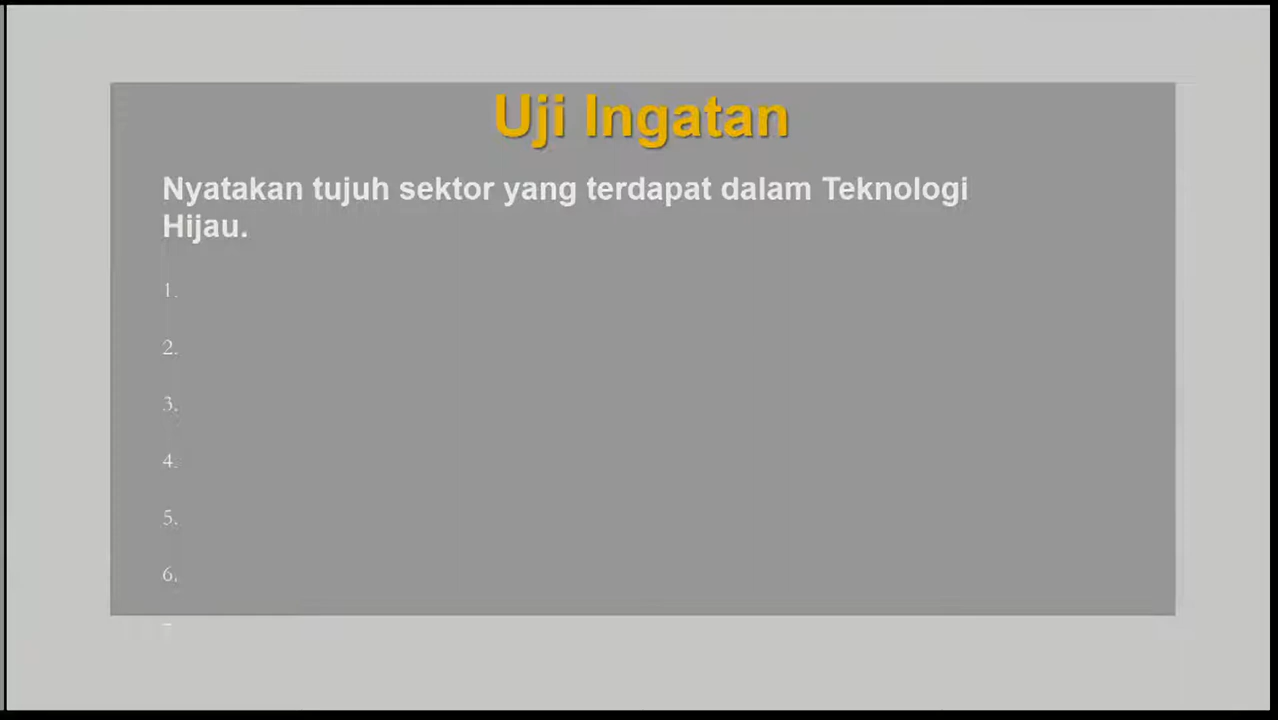 Uji Ingatan
Nyatakan tujuh sektor yang terdapat dalam Teknologi
Hijau.
1.
2.
3.
4.
5.
6.